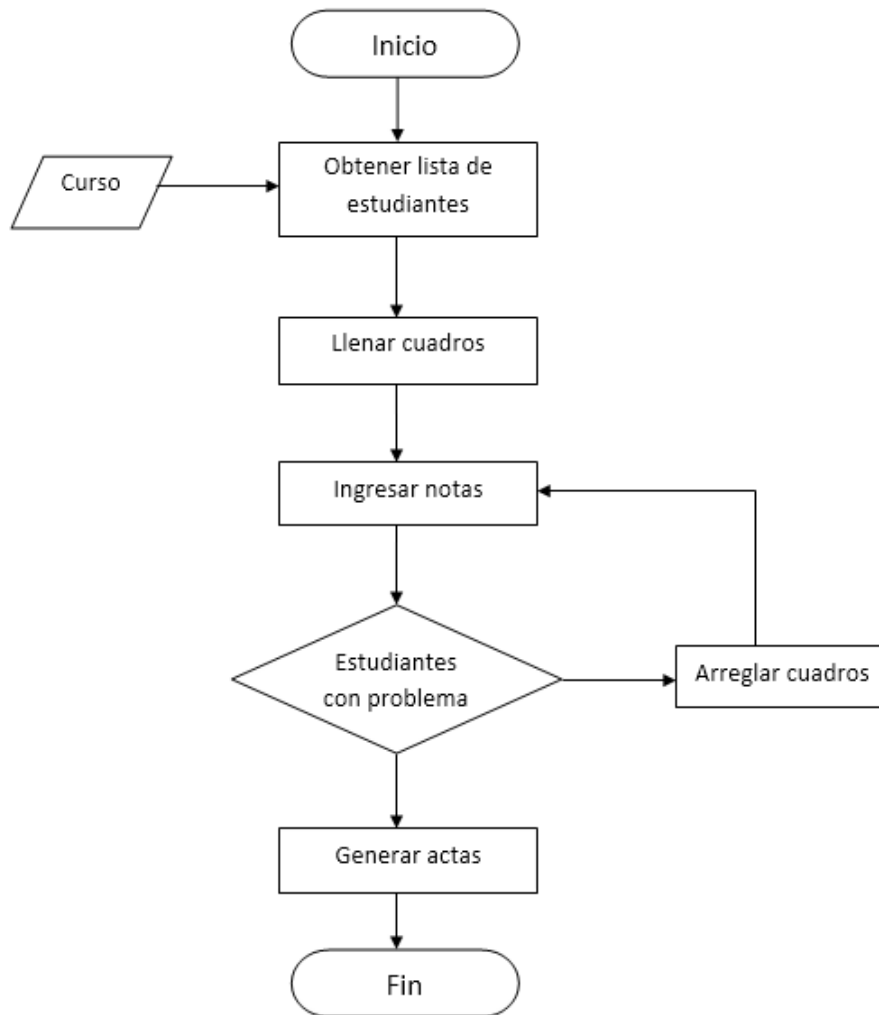 Inicio
Curso
Obtener lista de
estudiantes
Llenar cuadros
Ingresar notas
Estudiantes
con problema
Arreglar cuadros
Generar actas
Fin